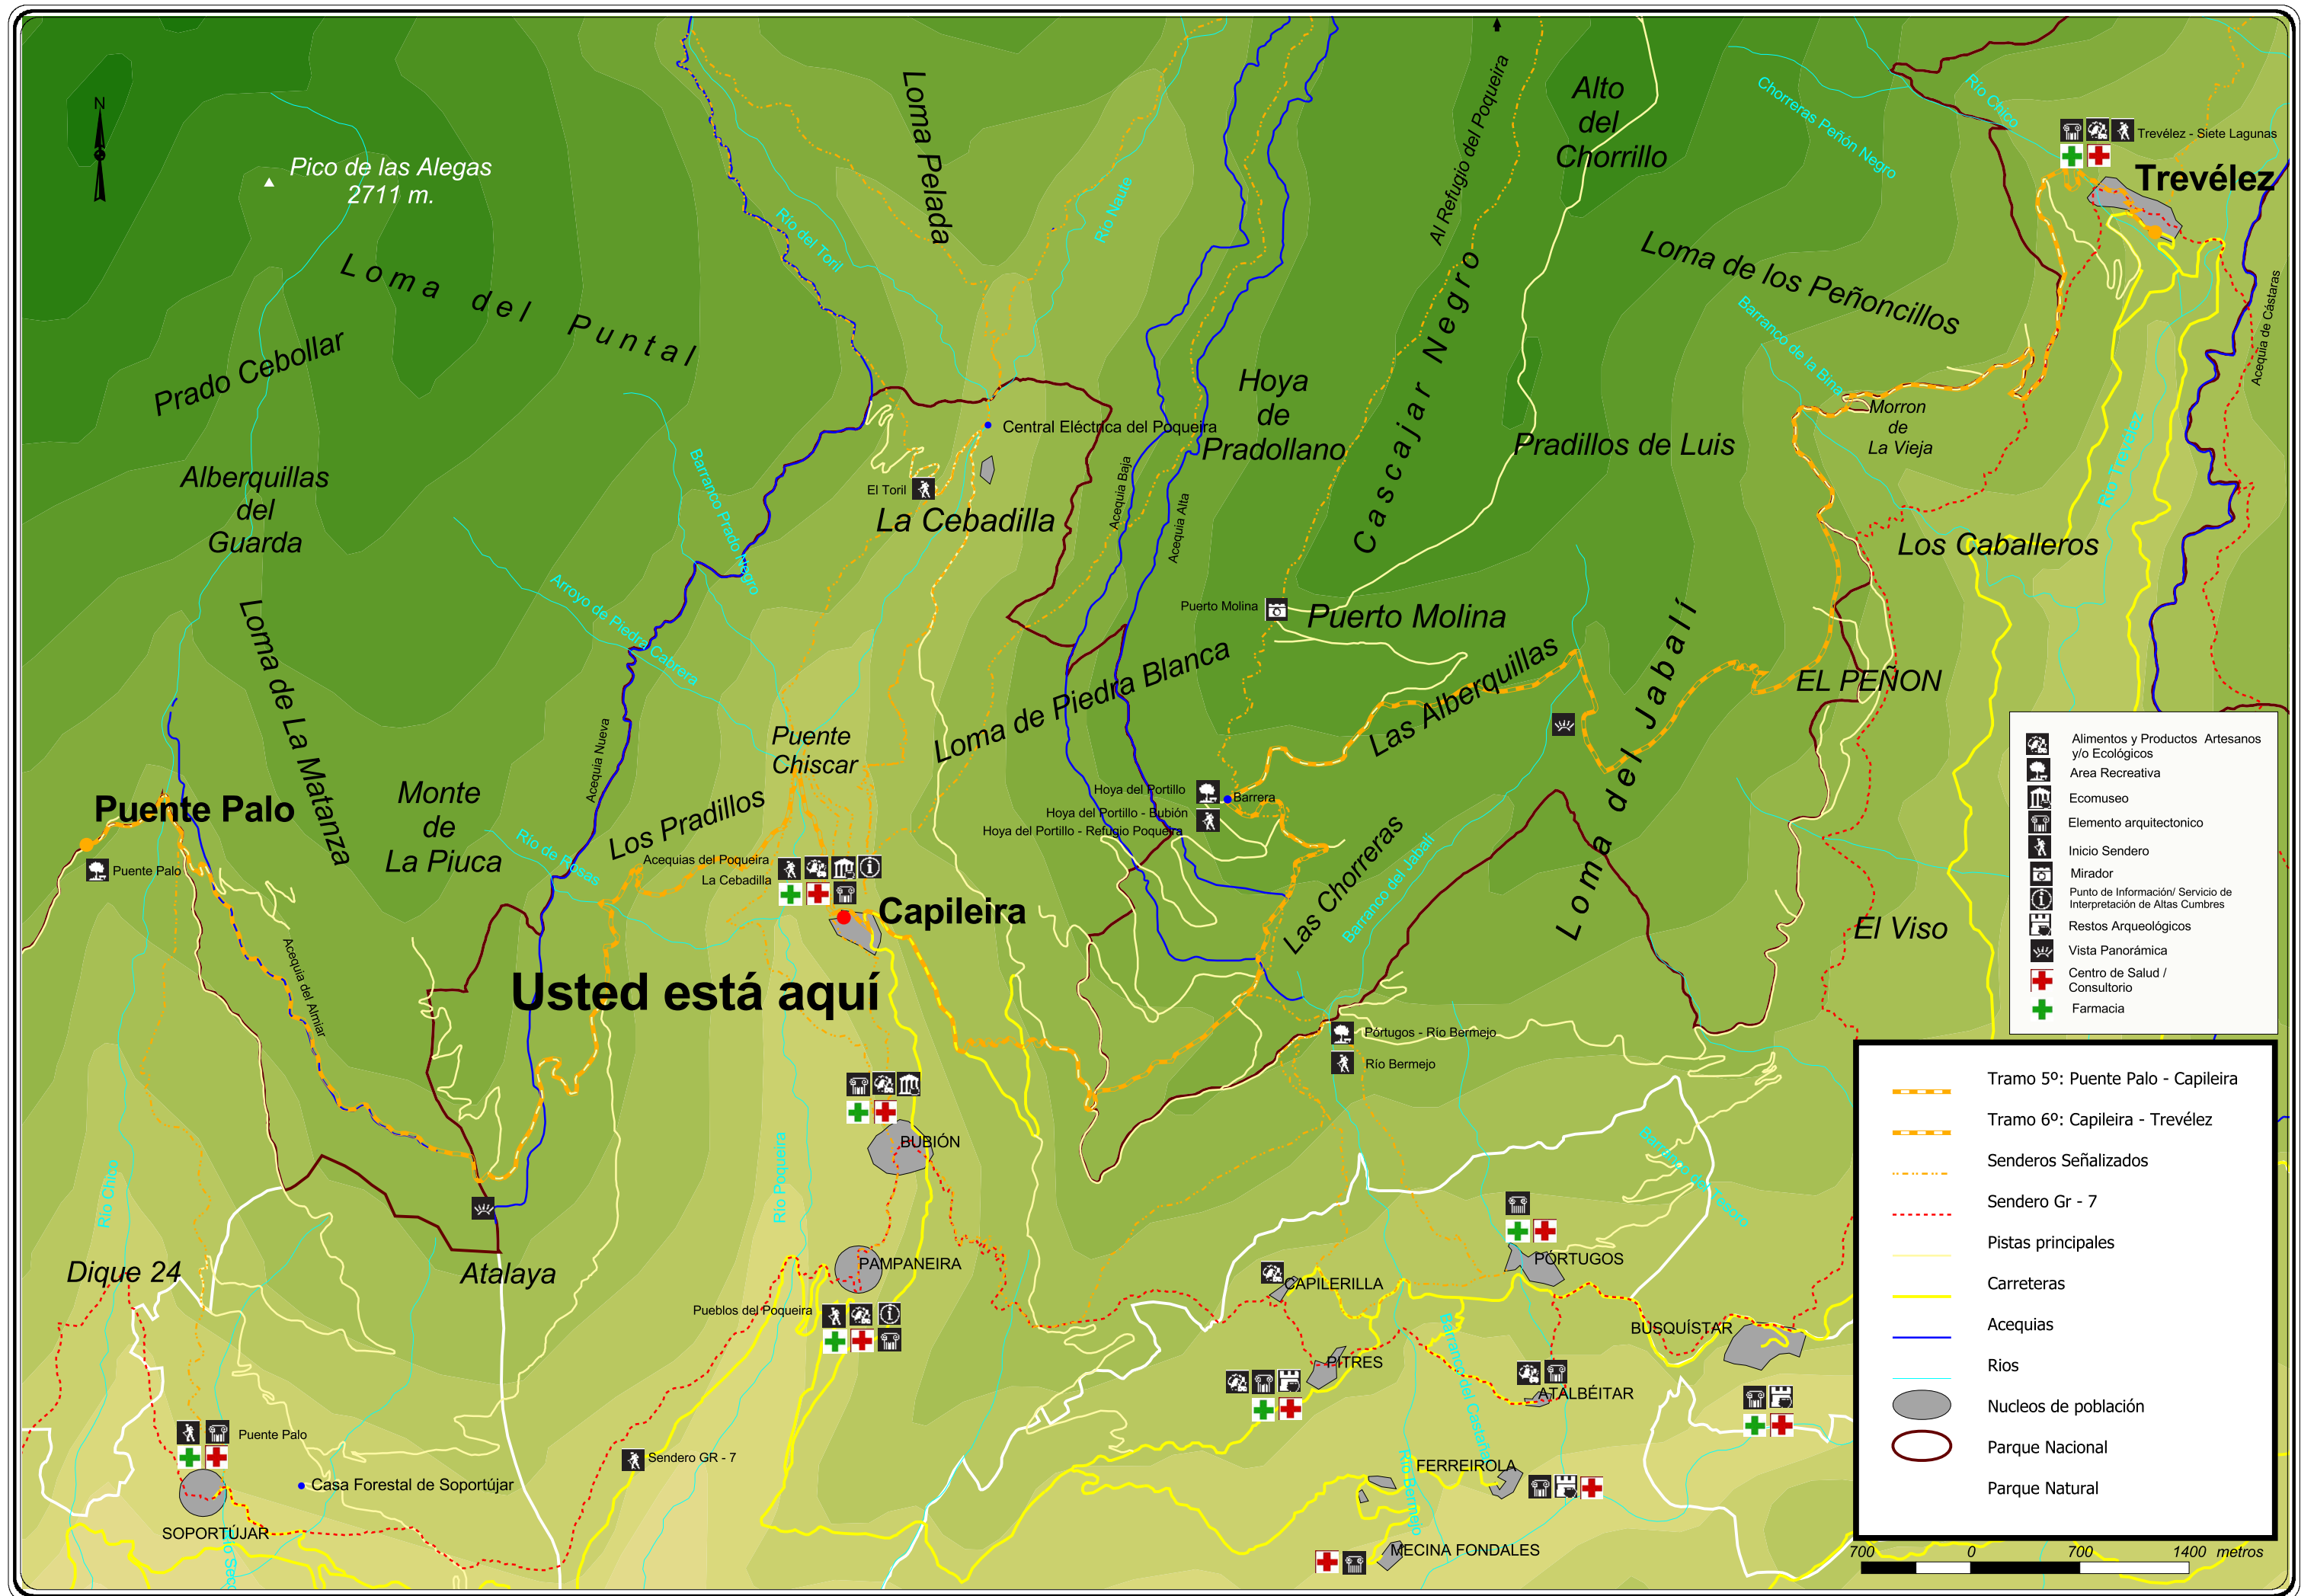 N
Pico de las Alegas
2711 m.
Loma del Puntal
Prado Cebollar
Alberquillas
del
Guarda
Loma de La Matanza
Monte
de
La Piuca
Puente Palo
Puente Palo
Acequia del Almiar
Río Chico
Dique 24
Atalaya
Puente Palo
Casa Forestal de Soportújar
SOPORTÚJAR
Río Seco
Loma Pelada
Río del Toril
Río Naute
Central Eléctrica del Poqueira
El Toril
La Cebadilla
Barranco Prado Negro
Arroyo de Piedra Cabrera
Acequia Nueva
Río de Rosas
Los Pradillos
Puente
Chiscar
Acequias del Poqueira
La Cebadilla
Capileira
Usted está aquí
Río Poqueira
BUBIÓN
PAMPANEIRA
Pueblos del Poqueira
Sendero GR - 7
Acequia Baja
Acequia Alta
Hoya
de
Pradollano
Al Refugio del Poqueira
Cascajar Negro
Alto
del
Chorrillo
Pradillos de Luis
Puerto Molina
Puerto Molina
Loma de Piedra Blanca
Las Alberquillas
Hoya del Portillo
Barrera
Hoya del Portillo - Bubión
Hoya del Portillo - Refugio Poqueira
Las Chorreras
Barranco del Jabalí
Loma del Jabalí
Pórtugos - Río Bermejo
Río Bermejo
CAPILERILLA
PÓRTUGOS
PITRES
ATALBÉITAR
BUSQUÍSTAR
Barranco del Tesoro
Barranco del Castañar
Río Bermejo
FERREIROLA
MECINA FONDALES
Chorreras Peñón Negro
Río Chico
Trevélez - Siete Lagunas
Trevélez
Loma de los Peñoncillos
Barranco de la Bina
Morron
de
La Vieja
Río Trevélez
Acequia de Cástaras
Los Caballeros
EL PEÑON
El Viso
Alimentos y Productos Artesanos
y/o Ecológicos
Area Recreativa
Ecomuseo
Elemento arquitectonico
Inicio Sendero
Mirador
Punto de Información/ Servicio de
Interpretación de Altas Cumbres
Restos Arqueológicos
Vista Panorámica
Centro de Salud /
Consultorio
Farmacia
Tramo 5º: Puente Palo - Capileira
Tramo 6º: Capileira - Trevélez
Senderos Señalizados
Sendero Gr - 7
Pistas principales
Carreteras
Acequias
Rios
Nucleos de población
Parque Nacional
Parque Natural
700 0 700 1400 metros